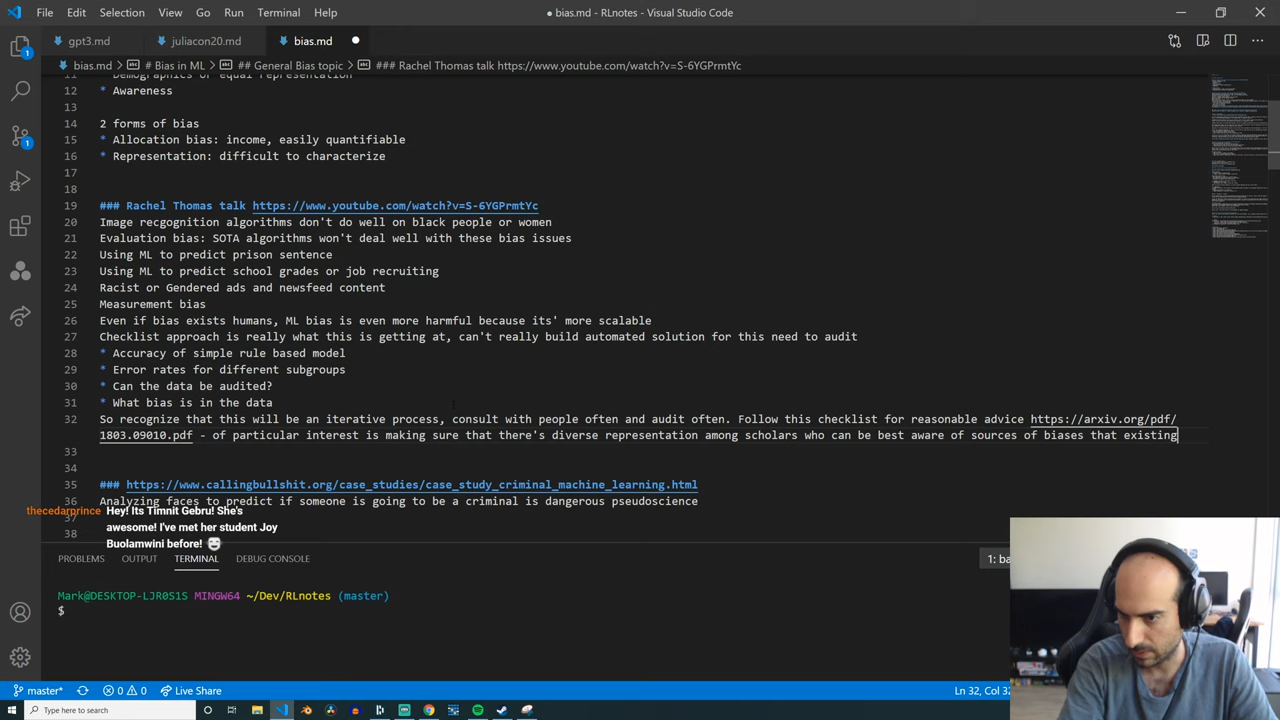 File Edit Selection View Go Run Terminal Help
● bias.md - RLnotes - Visual Studio Code
gpt3.md juliacon20.md bias.md ●
bias.md > # Bias in ML > ## General Bias topic > ### Rachel Thomas talk https://www.youtube.com/watch?v=S-6YGPrmtYc
12 * Awareness
13
14 2 forms of bias
15 * Allocation bias: income, easily quantifiable
16 * Representation: difficult to characterize
17
18
19 ### Rachel Thomas talk https://www.youtube.com/watch?v=S-6YGPrmtYc
20 Image recgognition algorithms don't do well on black people or women
21 Evaluation bias: SOTA algorithms won't deal well with these bias issues
22 Using ML to predict prison sentence
23 Using ML to predict school grades or job recruiting
24 Racist or Gendered ads and newsfeed content
25 Measurement bias
26 Even if bias exists humans, ML bias is even more harmful because its' more scalable
27 Checklist approach is really what this is getting at, can't really build automated solution for this need to audit
28 * Accuracy of simple rule based model
29 * Error rates for different subgroups
30 * Can the data be audited?
31 * What bias is in the data
32 So recognize that this will be an iterative process, consult with people often and audit often. Follow this checklist for reasonable advice https://arxiv.org/pdf/
1803.09010.pdf - of particular interest is making sure that there's diverse representation among scholars who can be best aware of sources of biases that existing
33
34
35 ### https://www.callingbullshit.org/case_studies/case_study_criminal_machine_learning.html
36 Analyzing faces to predict if someone is going to be a criminal is dangerous pseudoscience
37
38
thecedarprince Hey! Its Timnit Gebru! She's
awesome! I've met her student Joy
Buolamwini before!
PROBLEMS OUTPUT TERMINAL DEBUG CONSOLE
1: ba
Mark@DESKTOP-LJR0S1S MINGW64 ~/Dev/RLnotes (master)
$
master* 0 0 Live Share
Ln 32, Col 32
Type here to search